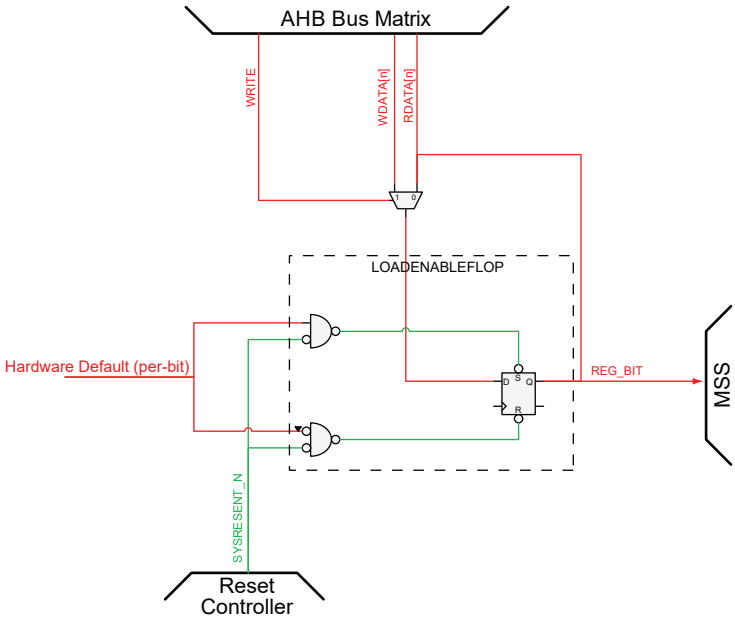 AHB Bus Matrix
WRITE
WDATA[n]
RDATA[n]
1 0
LOADENABLEFLOP
Hardware Default (per-bit)
D S Q
R
REG_BIT
MSS
SYSRESENT_N
Reset
Controller